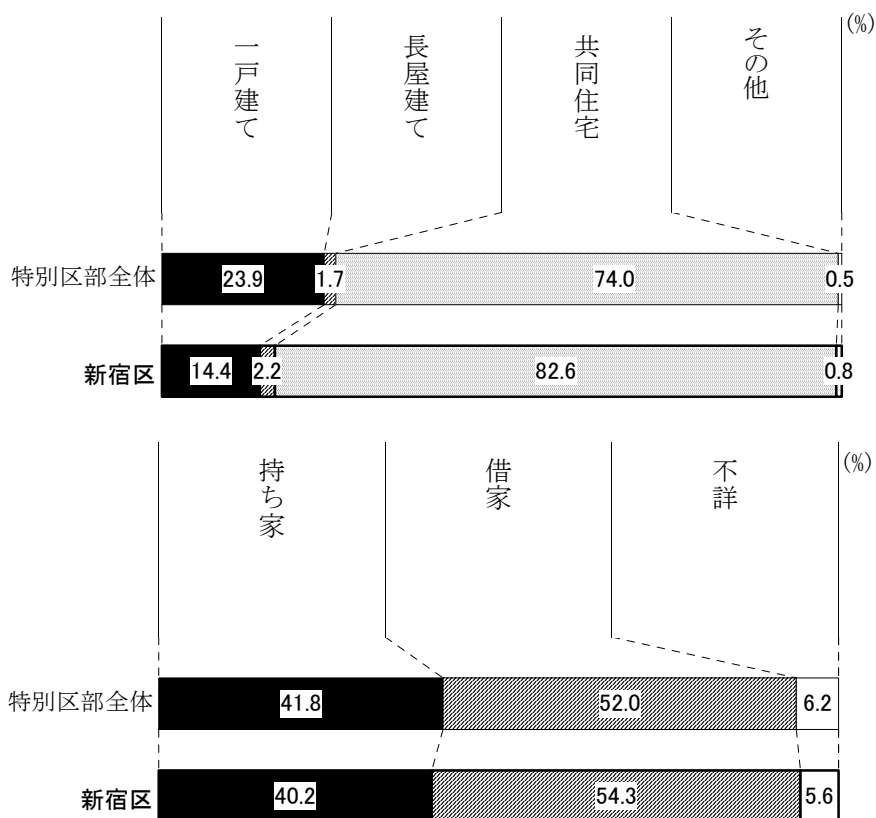 (%)
一戸建て
長屋建て
共同住宅
その他
特別区部全体 23.9 1.7 74.0 0.5
新宿区 14.4 2.2 82.6 0.8
(%)
持ち家
借家
不詳
特別区部全体 41.8 52.0 6.2
新宿区 40.2 54.3 5.6